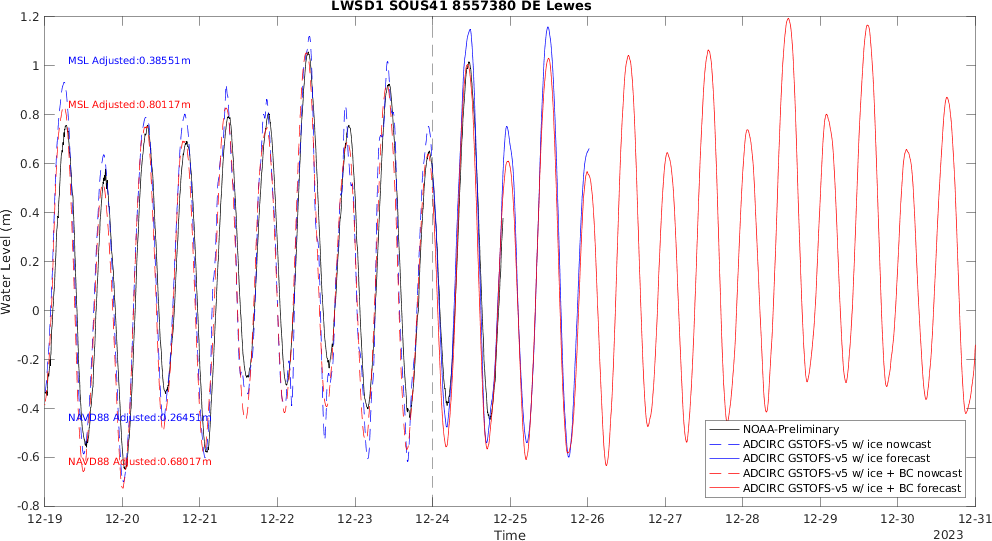 LWSD1 SOUS41 8557380 DE Lewes
1.2
1
0.8
0.6
0.4
0.2
0
-0.2
-0.4
-0.6
-0.8
Water Level (m)
MSL Adjusted:0.38551m
MSL Adjusted:0.80117m
NAVD88 Adjusted:0.26451m
NAVD88 Adjusted:0.68017m
NOAA-Preliminary
ADCIRC GSTOFS-v5 w/ ice nowcast
ADCIRC GSTOFS-v5 w/ ice forecast
ADCIRC GSTOFS-v5 w/ ice + BC nowcast
ADCIRC GSTOFS-v5 w/ ice + BC forecast
12-19 12-20 12-21 12-22 12-23 12-24 12-25 12-26 12-27 12-28 12-29 12-30 12-31
Time
2023